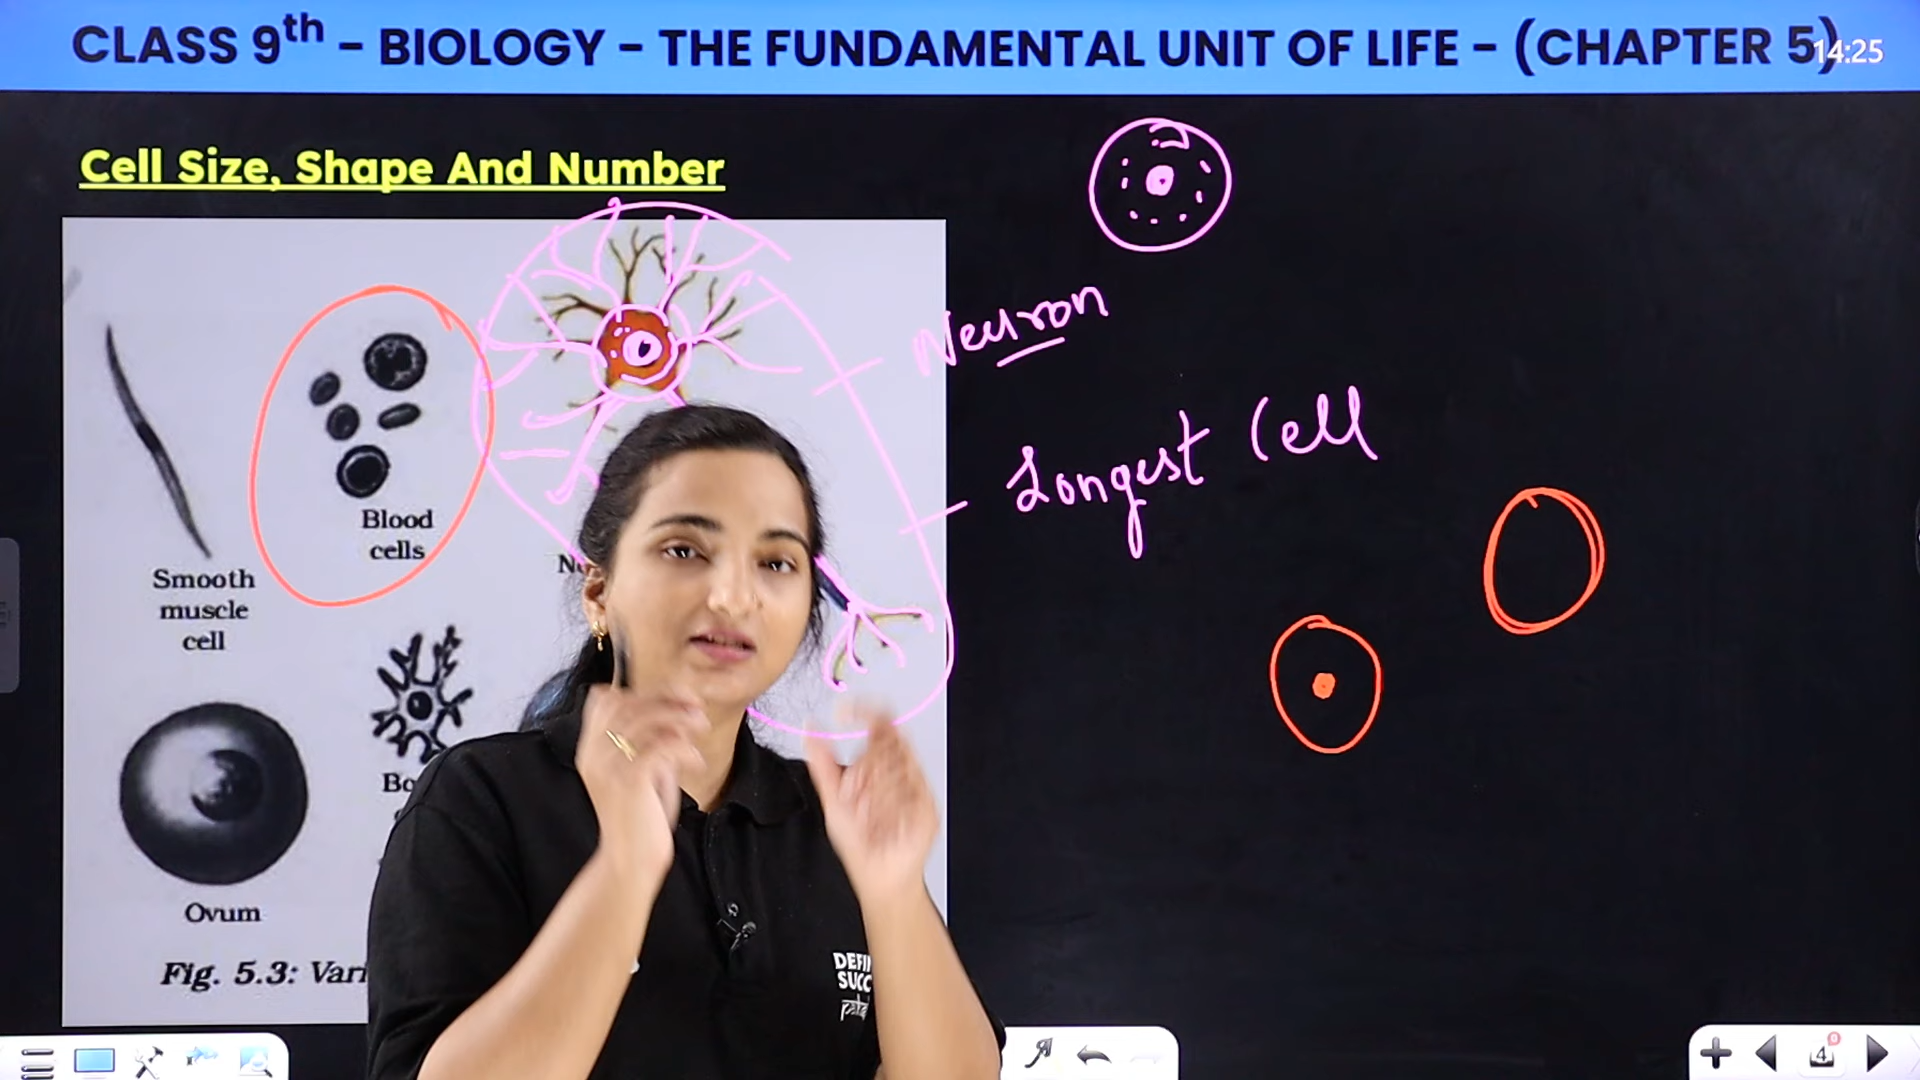 CLASS 9th – BIOLOGY – THE FUNDAMENTAL UNIT OF LIFE – (CHAPTER 5)
14:25
Cell Size, Shape And Number
Neuron
Longest Cell
Blood
cells
Smooth
muscle
cell
Ovum
Fig. 5.3:
4